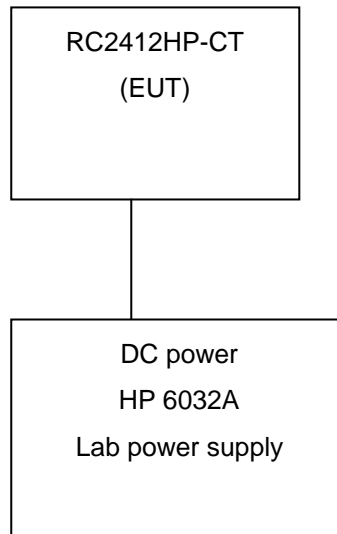 RC2412HP-CT
(EUT)
DC power
HP 6032A
Lab power supply